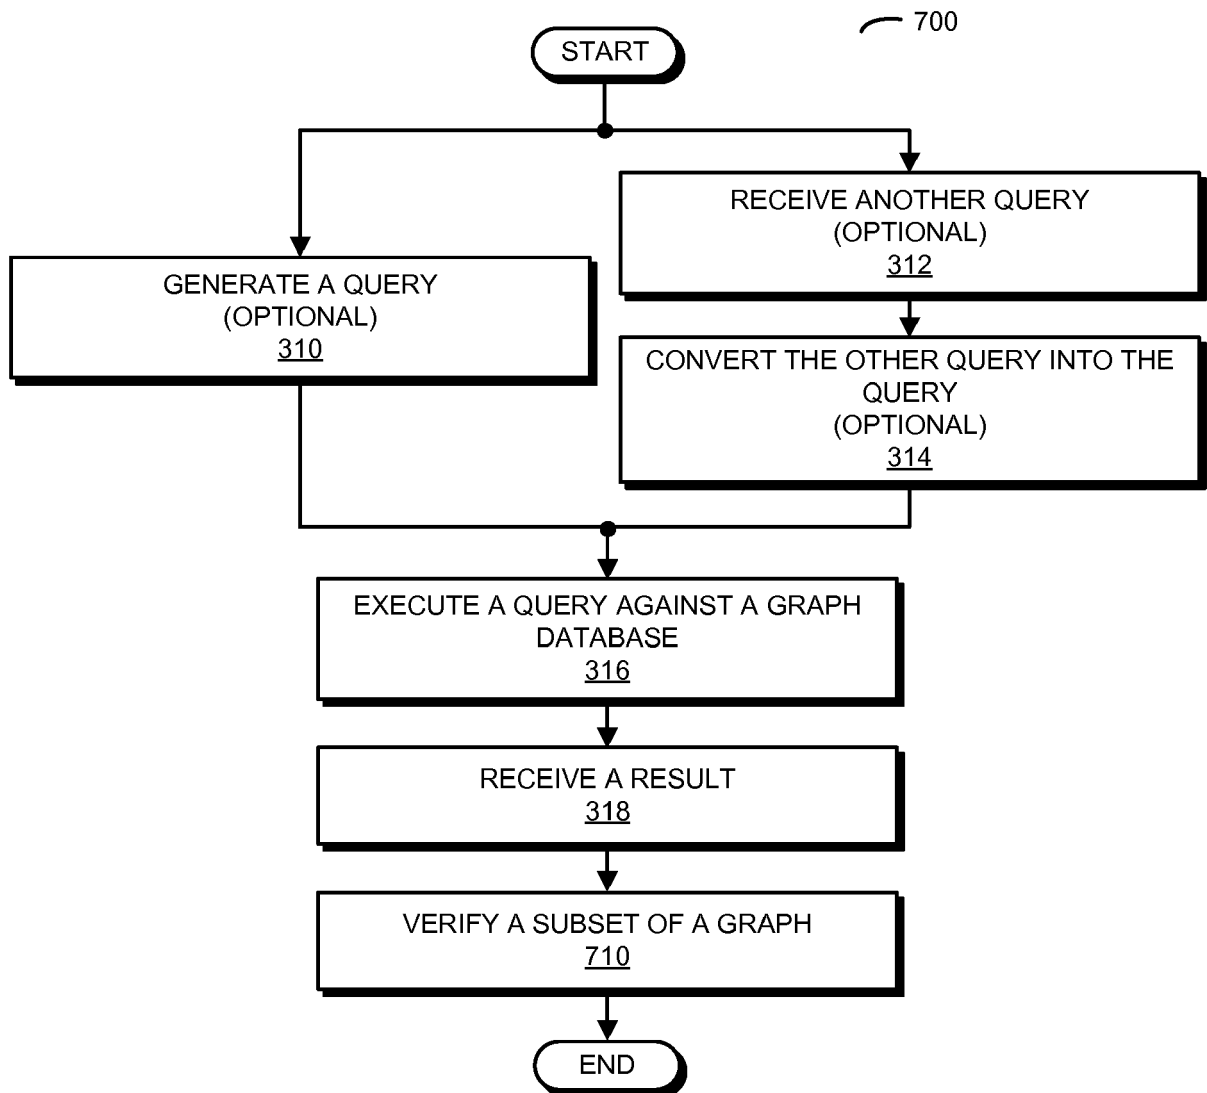 700
START
RECEIVE ANOTHER QUERY
(OPTIONAL)
312
GENERATE A QUERY
(OPTIONAL)
310
CONVERT THE OTHER QUERY INTO THE
QUERY
(OPTIONAL)
314
EXECUTE A QUERY AGAINST A GRAPH
DATABASE
316
RECEIVE A RESULT
318
VERIFY A SUBSET OF A GRAPH
710
END